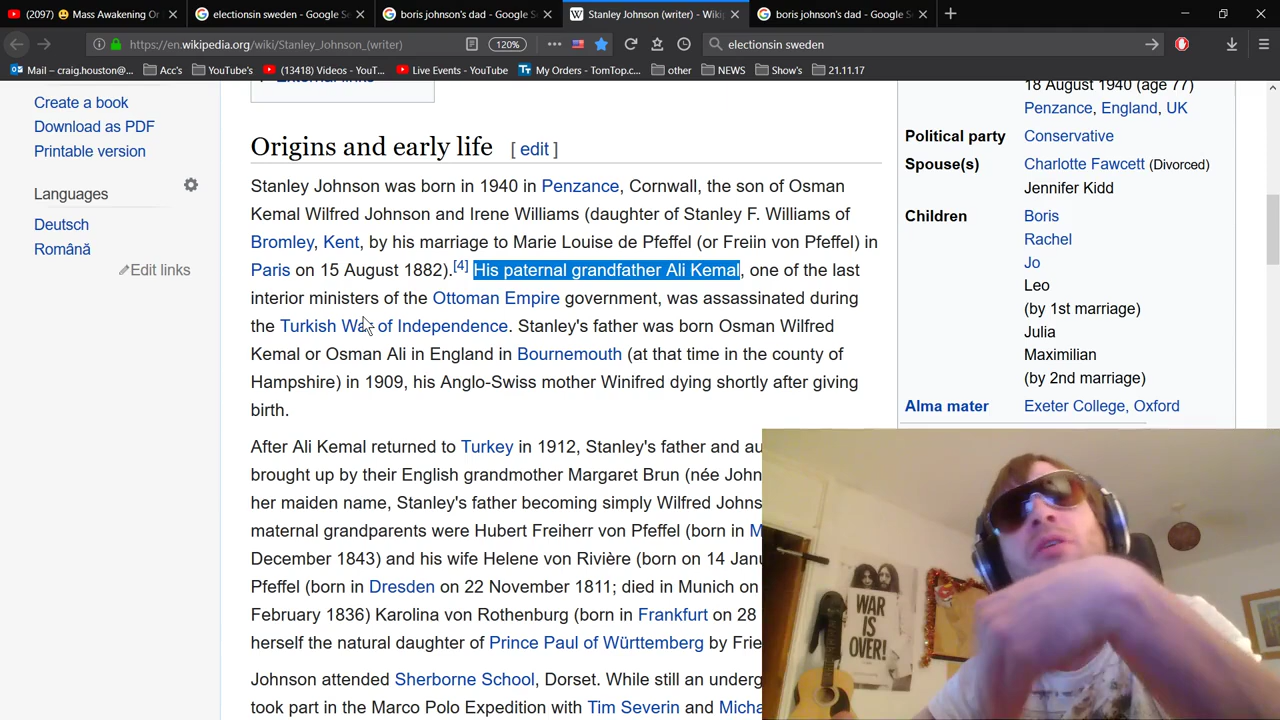 (2097) 😃 Mass Awakening Or
electionsin sweden - Google Se
boris johnson's dad - Google S
Stanley Johnson (writer) - Wiki
boris johnson's dad - Google S
https://en.wikipedia.org/wiki/Stanley_Johnson_(writer)
120%
electionsin sweden
Mail – craig.houston@...
Acc's
YouTube's
(13418) Videos - YouT...
Live Events - YouTube
My Orders - TomTop.c...
other
NEWS
Show's
21.11.17
Create a book
Download as PDF
Printable version
Languages
Deutsch
Română
Edit links
External links
Origins and early life [ edit ]
Stanley Johnson was born in 1940 in Penzance, Cornwall, the son of Osman
Kemal Wilfred Johnson and Irene Williams (daughter of Stanley F. Williams of
Bromley, Kent, by his marriage to Marie Louise de Pfeffel (or Freiin von Pfeffel) in
Paris on 15 August 1882).[4] His paternal grandfather Ali Kemal, one of the last
interior ministers of the Ottoman Empire government, was assassinated during
the Turkish War of Independence. Stanley's father was born Osman Wilfred
Kemal or Osman Ali in England in Bournemouth (at that time in the county of
Hampshire) in 1909, his Anglo-Swiss mother Winifred dying shortly after giving
birth.
After Ali Kemal returned to Turkey in 1912, Stanley's father and au
brought up by their English grandmother Margaret Brun (née John
her maiden name, Stanley's father becoming simply Wilfred Johns
maternal grandparents were Hubert Freiherr von Pfeffel (born in M
December 1843) and his wife Helene von Rivière (born on 14 Janu
Pfeffel (born in Dresden on 22 November 1811; died in Munich on
February 1836) Karolina von Rothenburg (born in Frankfurt on 28
herself the natural daughter of Prince Paul of Württemberg by Frie
Johnson attended Sherborne School, Dorset. While still an underg
took part in the Marco Polo Expedition with Tim Severin and Micha
18 August 1940 (age 77)
Penzance, England, UK
Political party Conservative
Spouse(s) Charlotte Fawcett (Divorced)
Jennifer Kidd
Children Boris
Rachel
Jo
Leo
(by 1st marriage)
Julia
Maximilian
(by 2nd marriage)
Alma mater Exeter College, Oxford
WAR
IS
OVER!